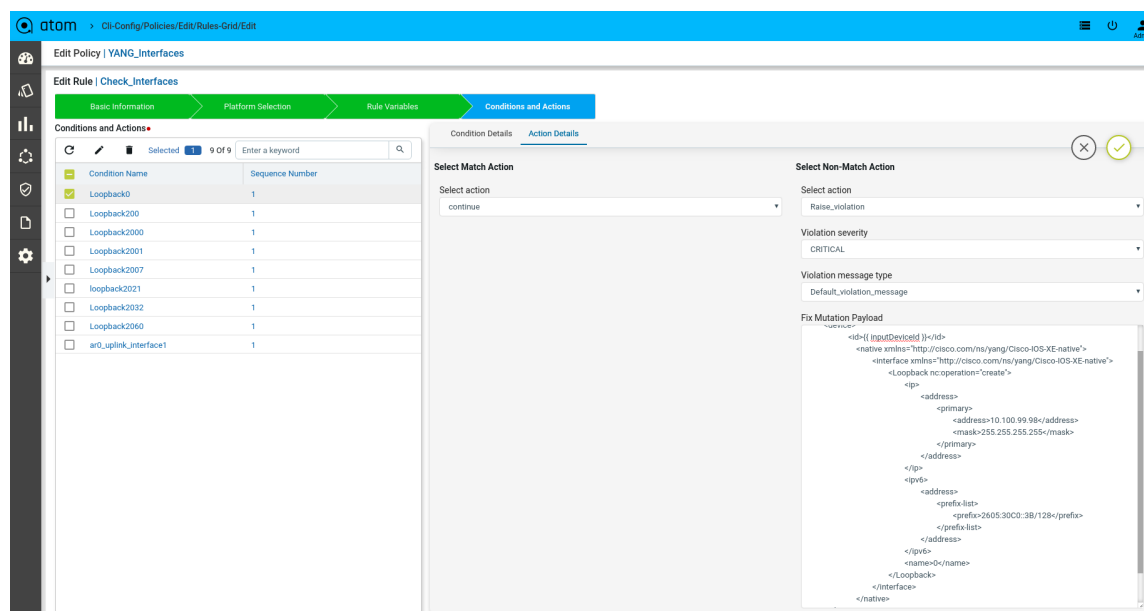 atom > Cli-Config/Policies/Edit/Rules-Grid/Edit
Edit Policy | YANG_Interfaces
Edit Rule | Check_Interfaces
Basic Information
Platform Selection
Rule Variables
Conditions and Actions
Conditions and Actions
Selected 1 9 Of 9 Enter a keyword
Condition Name Sequence Number
Loopback0 1
Loopback200 1
Loopback2000 1
Loopback2001 1
Loopback2007 1
loopback2021 1
Loopback2032 1
Loopback2060 1
ar0_uplink_interface1 1
Condition Details Action Details
Select Match Action
Select action
continue
Select Non-Match Action
Select action
Raise_violation
Violation severity
CRITICAL
Violation message type
Default_violation_message
Fix Mutation Payload
<device>
<id>{{ inputDeviceId }}</id>
<native xmlns="http://cisco.com/ns/yang/Cisco-IOS-XE-native">
<interface xmlns="http://cisco.com/ns/yang/Cisco-IOS-XE-native">
<Loopback nc:operation="create">
<ip>
<address>
<primary>
<address>10.100.99.98</address>
<mask>255.255.255.255</mask>
</primary>
</address>
</ip>
<ipv6>
<address>
<prefix-list>
<prefix>2605:30C0::3B/128</prefix>
</prefix-list>
</address>
</ipv6>
<name>0</name>
</Loopback>
</interface>
</native>